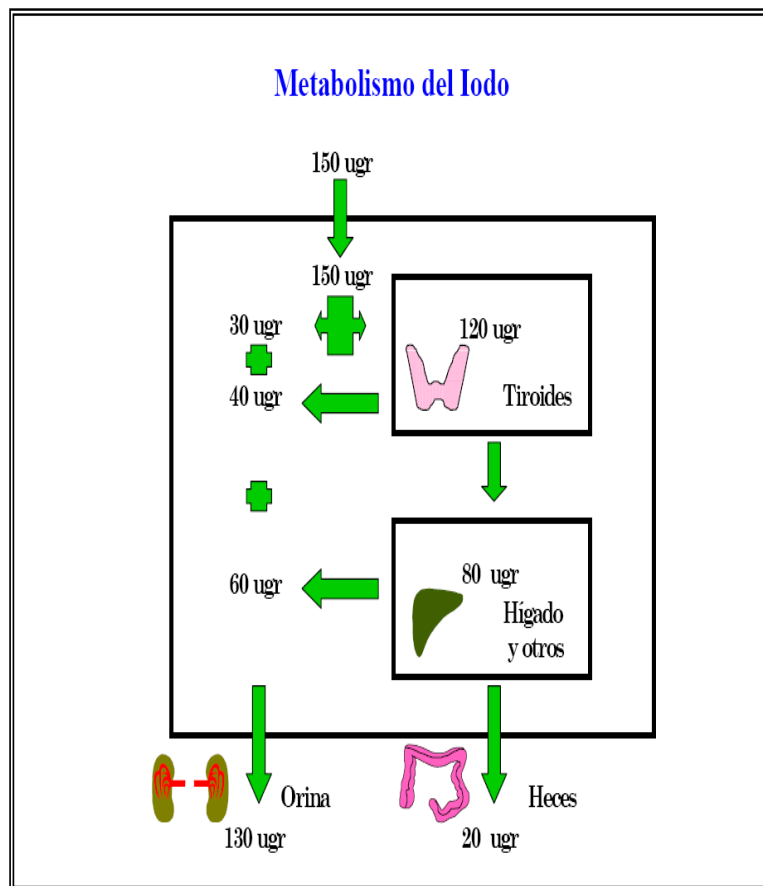 Metabolismo del Iodo
150 ugr
150 ugr
30 ugr
120 ugr
40 ugr
Tiroides
60 ugr
80 ugr
Hígado
y otros
Orina
Heces
130 ugr
20 ugr